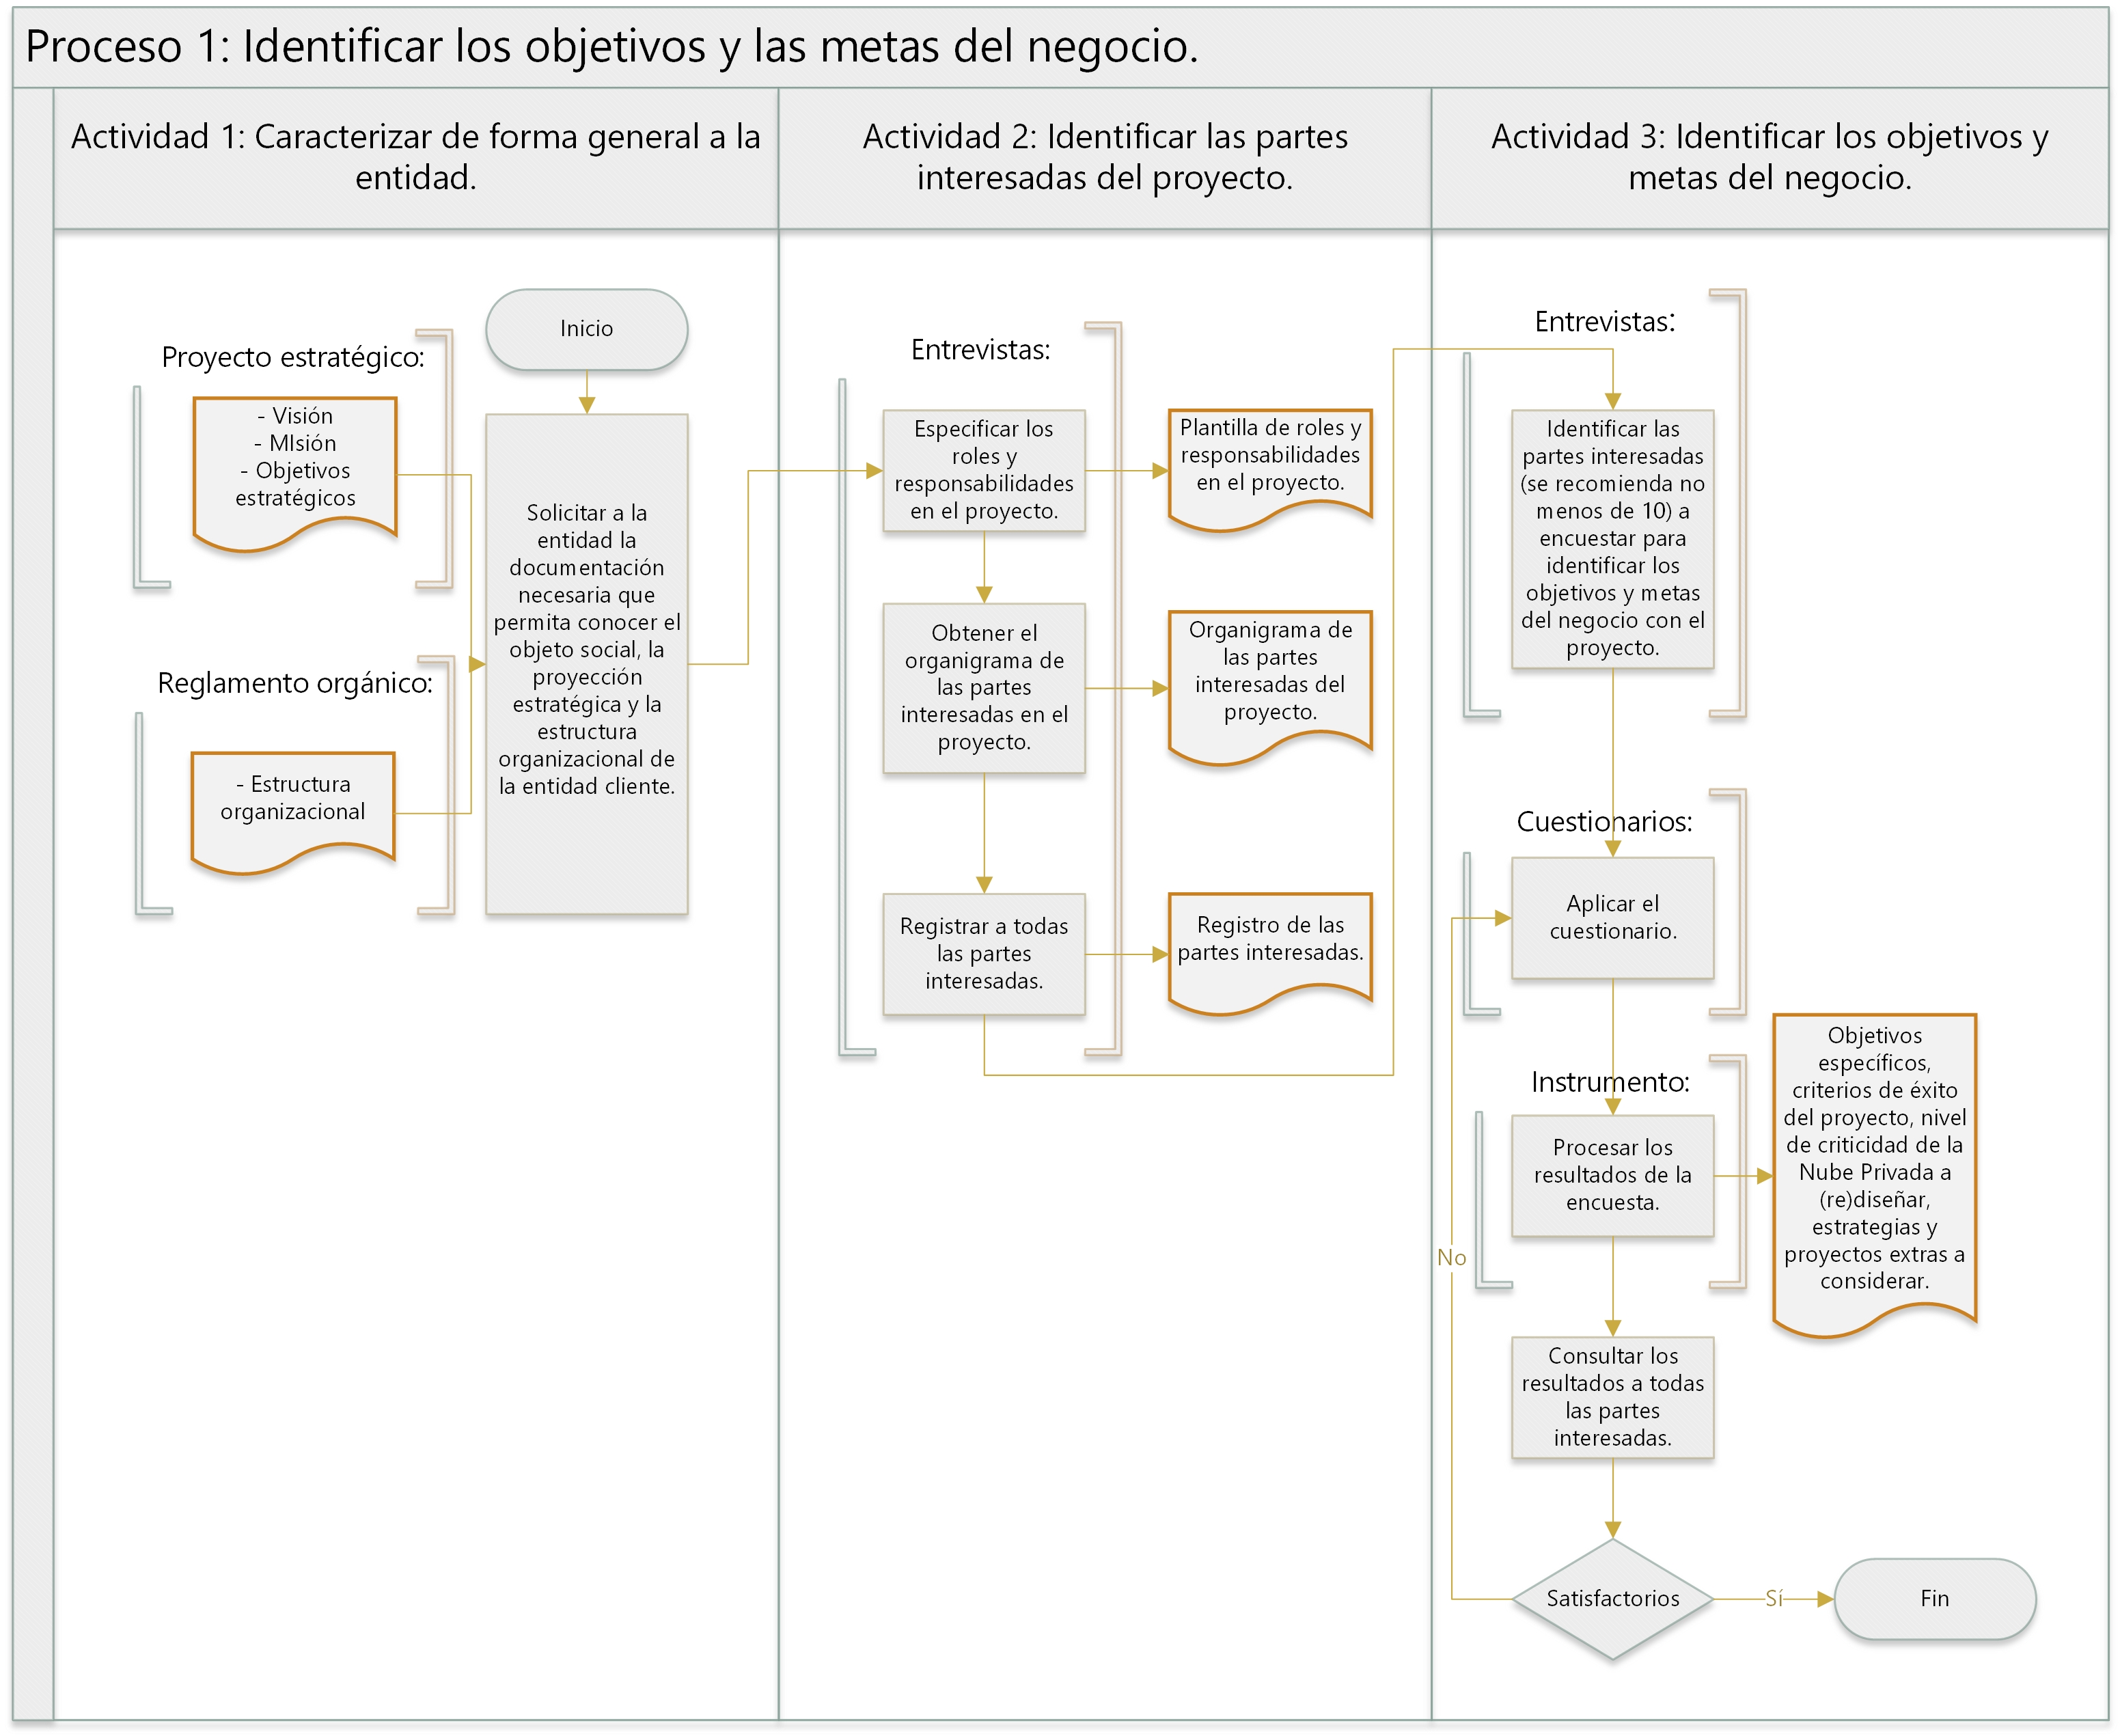 Proceso 1: Identificar los objetivos y las metas del negocio.
Actividad 1: Caracterizar de forma general a la
entidad.
Actividad 2: Identificar las partes
interesadas del proyecto.
Actividad 3: Identificar los objetivos y
metas del negocio.
Proyecto estratégico:
- Visión
- MIsión
- Objetivos
estratégicos
Reglamento orgánico:
- Estructura
organizacional
Inicio
Solicitar a la
entidad la
documentación
necesaria que
permita conocer el
objeto social, la
proyección
estratégica y la
estructura
organizacional de
la entidad cliente.
Entrevistas:
Especificar los
roles y
responsabilidades
en el proyecto.
Plantilla de roles y
responsabilidades
en el proyecto.
Obtener el
organigrama de
las partes
interesadas en el
proyecto.
Organigrama de
las partes
interesadas del
proyecto.
Registrar a todas
las partes
interesadas.
Registro de las
partes interesadas.
Entrevistas:
Identificar las
partes interesadas
(se recomienda no
menos de 10) a
encuestar para
identificar los
objetivos y metas
del negocio con el
proyecto.
Cuestionarios:
Aplicar el
cuestionario.
Instrumento:
Procesar los
resultados de la
encuesta.
Objetivos
específicos,
criterios de éxito
del proyecto, nivel
de criticidad de la
Nube Privada a
(re)diseñar,
estrategias y
proyectos extras a
considerar.
No
Consultar los
resultados a todas
las partes
interesadas.
Satisfactorios
Sí
Fin